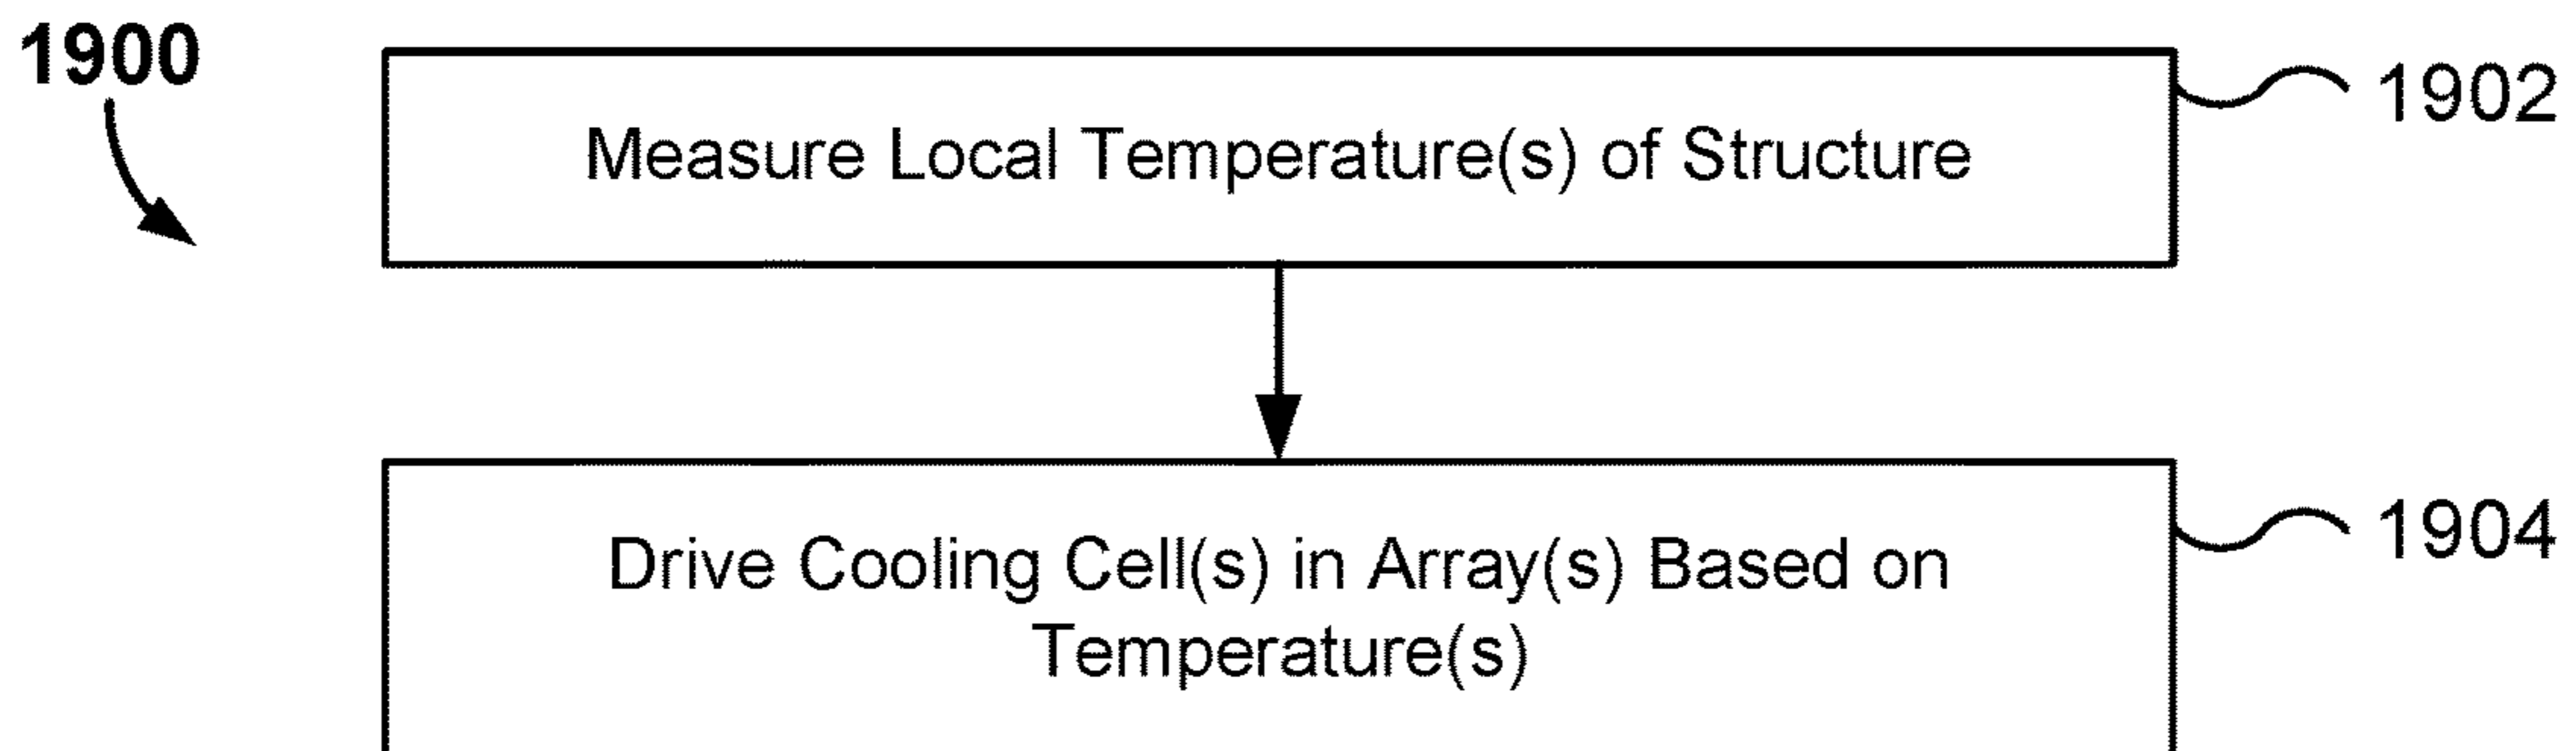 1900
1902
Measure Local Temperature(s) of Structure
1904
Drive Cooling Cell(s) in Array(s) Based on
Temperature(s)